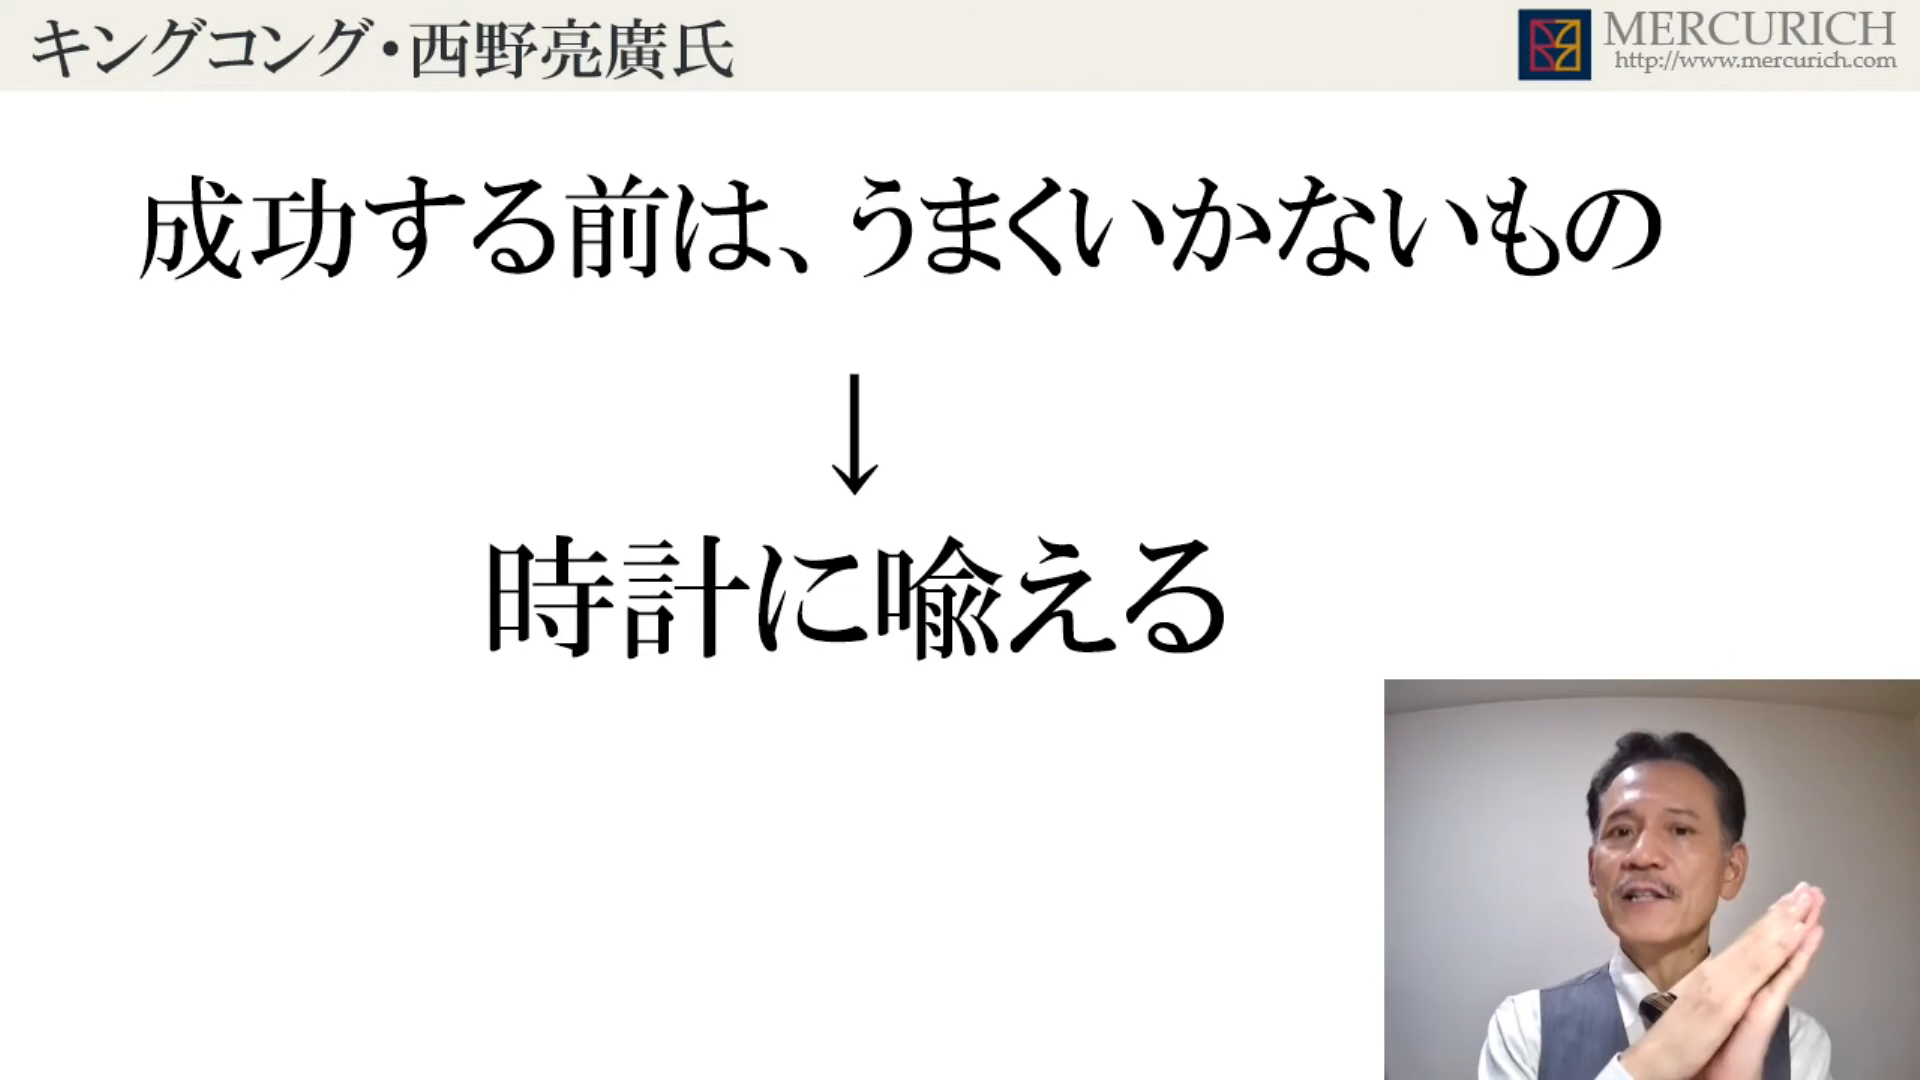 キングコング・西野亮廣氏
MERCURICH
http://www.mercurich.com
成功する前は、うまくいかないもの
↓
時計に喩える